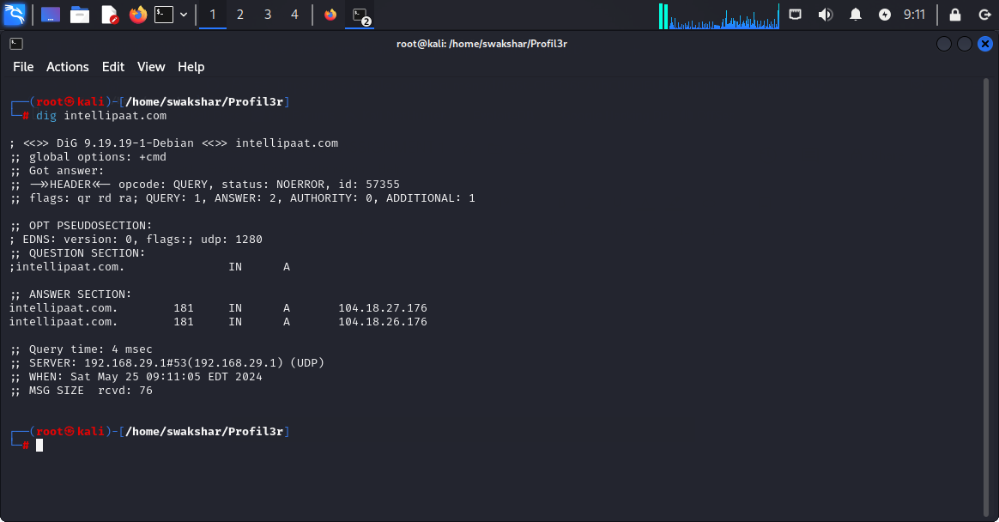 1 2 3 4 2 9:11
root@kali: /home/swakshar/Profil3r
File Actions Edit View Help
┌──(root㉿kali)-[/home/swakshar/Profil3r]
└─# dig intellipaat.com
; <<>> DiG 9.19.19-1-Debian <<>> intellipaat.com
;; global options: +cmd
;; Got answer:
;; ->>HEADER<<- opcode: QUERY, status: NOERROR, id: 57355
;; flags: qr rd ra; QUERY: 1, ANSWER: 2, AUTHORITY: 0, ADDITIONAL: 1
;; OPT PSEUDOSECTION:
; EDNS: version: 0, flags:; udp: 1280
;; QUESTION SECTION:
;intellipaat.com. IN A
;; ANSWER SECTION:
intellipaat.com. 181 IN A 104.18.27.176
intellipaat.com. 181 IN A 104.18.26.176
;; Query time: 4 msec
;; SERVER: 192.168.29.1#53(192.168.29.1) (UDP)
;; WHEN: Sat May 25 09:11:05 EDT 2024
;; MSG SIZE  rcvd: 76
┌──(root㉿kali)-[/home/swakshar/Profil3r]
└─#